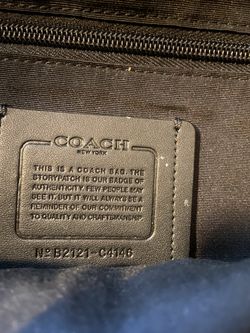 COACH
NEW YORK
THIS IS A COACH BAG. THE
STORYPATCH IS OUR BADGE OF
AUTHENTICITY. FEW PEOPLE MAY
SEE IT. BUT IT WILL ALWAYS BE A
REMINDER OF OUR COMMITMENT
TO QUALITY AND CRAFTSMANSHIP.
Nº B2121-C4146